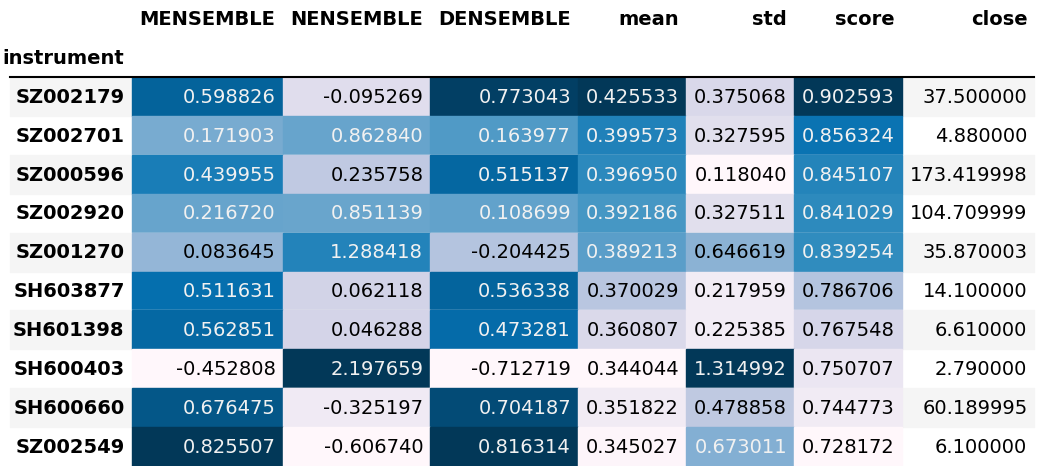 MENSEMBLE NENSEMBLE DENSEMBLE mean std score close
instrument
SZ002179 0.598826 -0.095269 0.773043 0.425533 0.375068 0.902593 37.500000
SZ002701 0.171903 0.862840 0.163977 0.399573 0.327595 0.856324 4.880000
SZ000596 0.439955 0.235758 0.515137 0.396950 0.118040 0.845107 173.419998
SZ002920 0.216720 0.851139 0.108699 0.392186 0.327511 0.841029 104.709999
SZ001270 0.083645 1.288418 -0.204425 0.389213 0.646619 0.839254 35.870003
SH603877 0.511631 0.062118 0.536338 0.370029 0.217959 0.786706 14.100000
SH601398 0.562851 0.046288 0.473281 0.360807 0.225385 0.767548 6.610000
SH600403 -0.452808 2.197659 -0.712719 0.344044 1.314992 0.750707 2.790000
SH600660 0.676475 -0.325197 0.704187 0.351822 0.478858 0.744773 60.189995
SZ002549 0.825507 -0.606740 0.816314 0.345027 0.673011 0.728172 6.100000